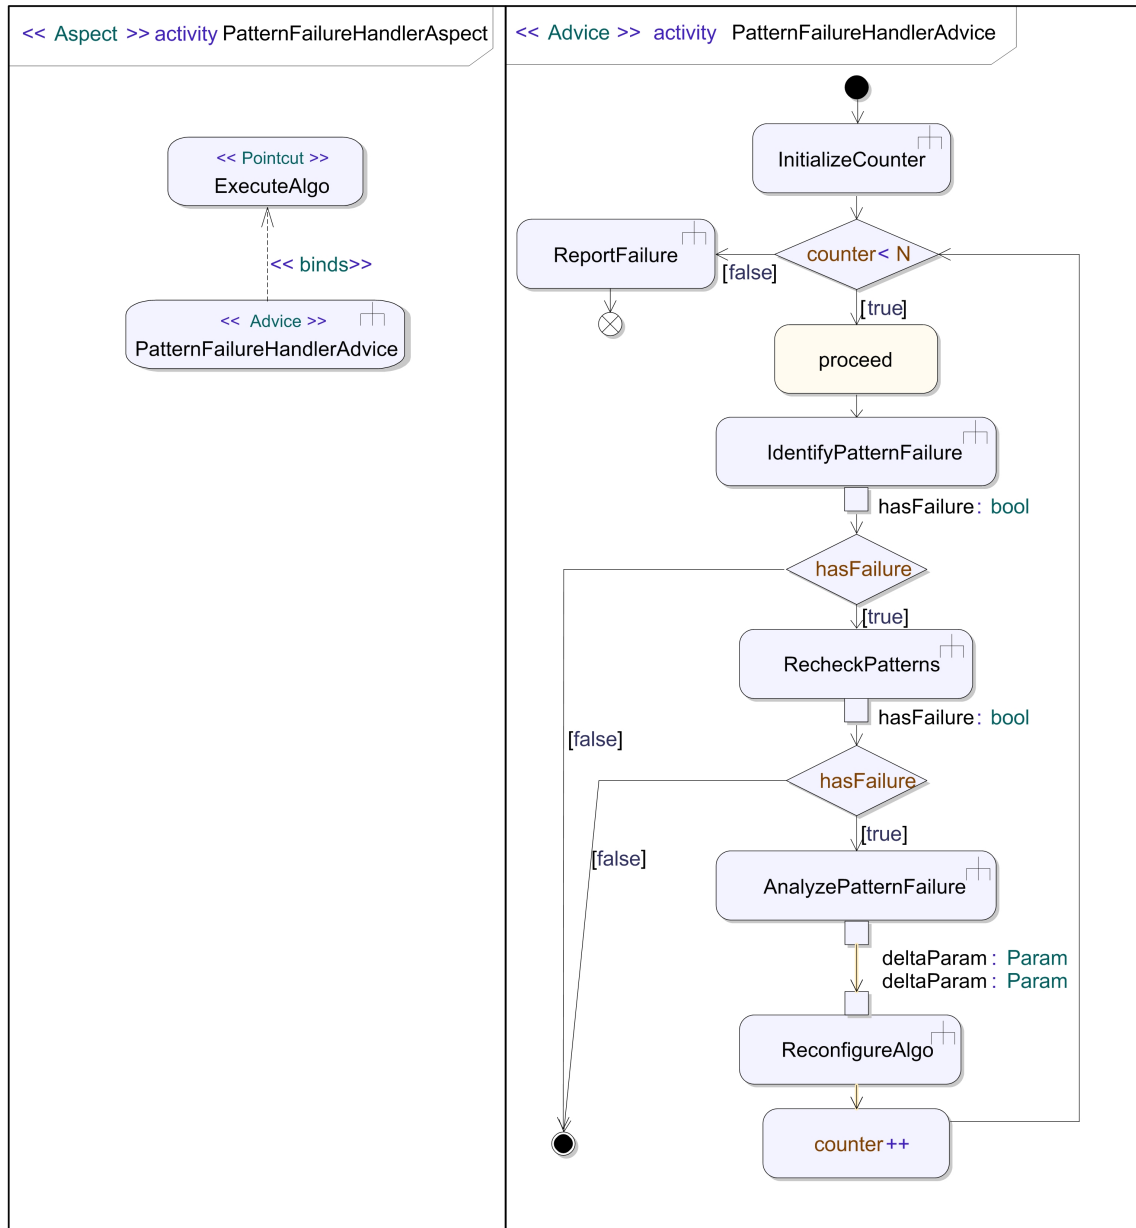 << Aspect >> activity PatternFailureHandlerAspect
<< Pointcut >>
ExecuteAlgo
<< binds>>
<< Advice >>
PatternFailureHandlerAdvice
<< Advice >> activity PatternFailureHandlerAdvice
InitializeCounter
counter< N
ReportFailure
[false]
[true]
proceed
IdentifyPatternFailure
hasFailure: bool
hasFailure
[true]
RecheckPatterns
hasFailure: bool
[false]
hasFailure
[true]
[false]
AnalyzePatternFailure
deltaParam: Param
deltaParam: Param
ReconfigureAlgo
counter++